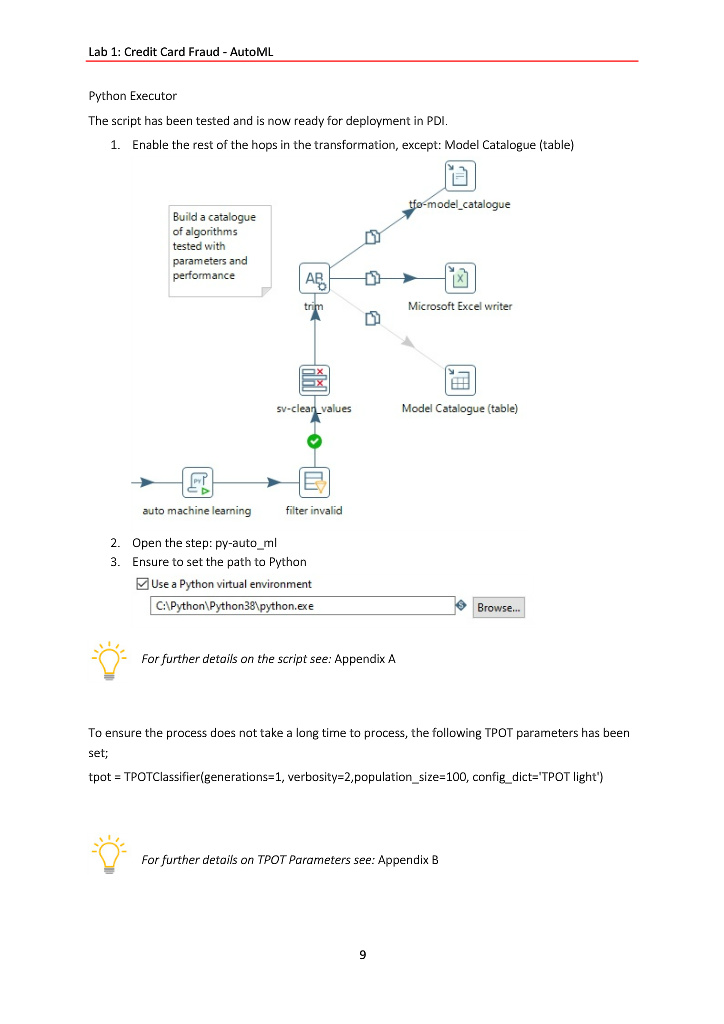 Lab 1: Credit Card Fraud - AutoML
Python Executor
The script has been tested and is now ready for deployment in PDI.
1. Enable the rest of the hops in the transformation, except: Model Catalogue (table)
tfo-model_catalogue
Build a catalogue
of algorithms
tested with
parameters and
performance
AB
trim
Microsoft Excel writer
sv-clean_values
Model Catalogue (table)
auto machine learning
filter invalid
2. Open the step: py-auto_ml
3. Ensure to set the path to Python
Use a Python virtual environment
C:\Python\Python38\python.exe
Browse...
For further details on the script see: Appendix A
To ensure the process does not take a long time to process, the following TPOT parameters has been
set;
tpot = TPOTClassifier(generations=1, verbosity=2,population_size=100, config_dict='TPOT light')
For further details on TPOT Parameters see: Appendix B
9